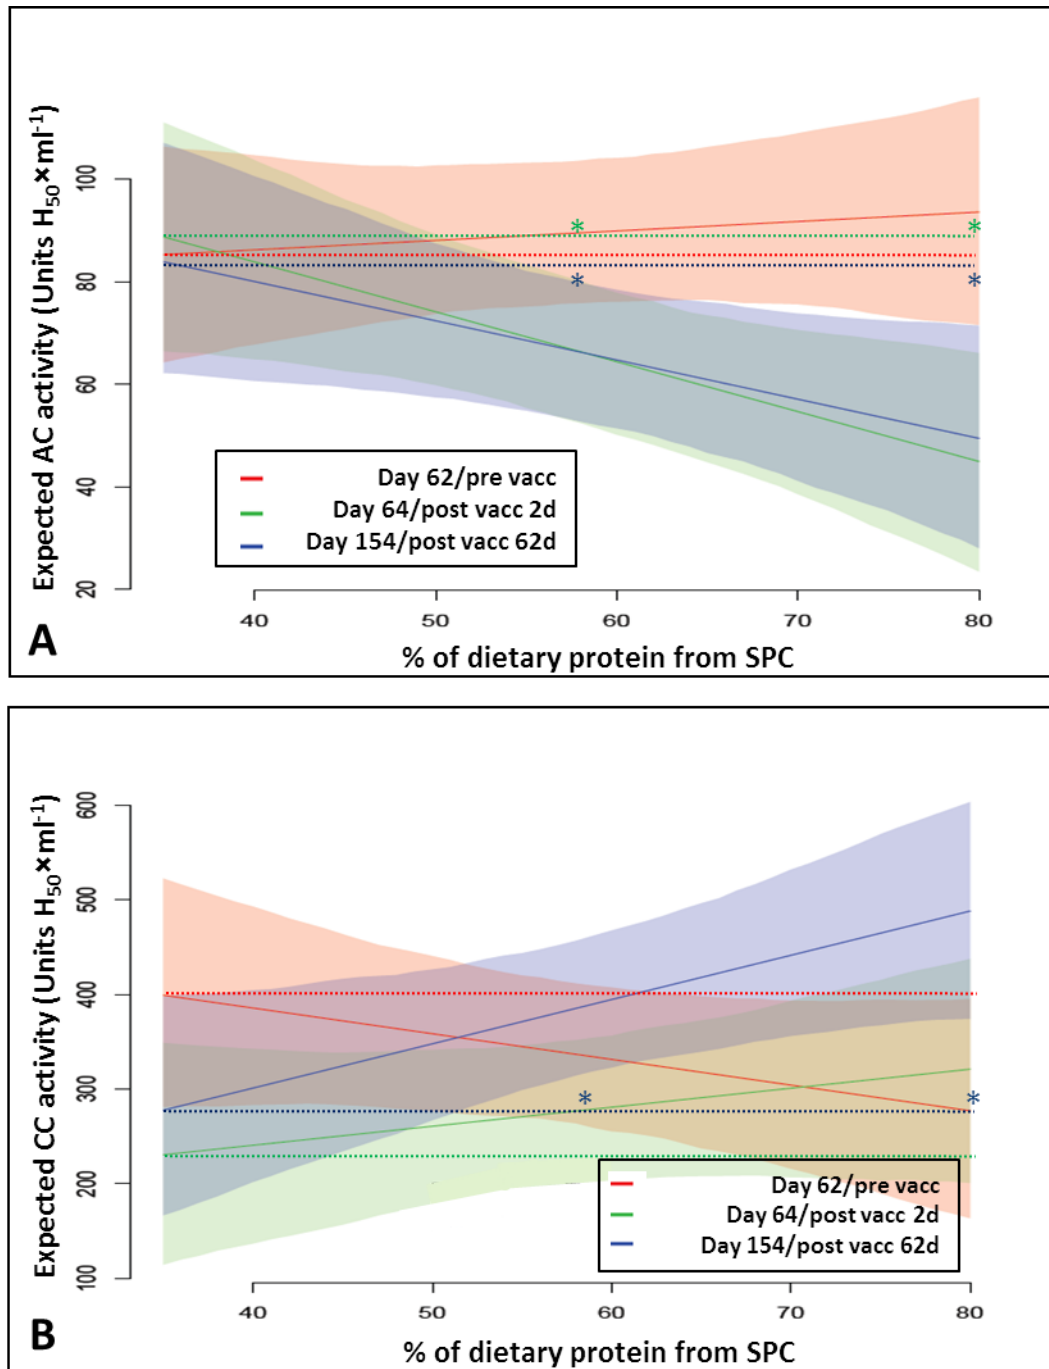 Expected AC activity (Units H₅₀×ml⁻¹)
100
80
60
40
20
*
*
*
*
Day 62/pre vacc
Day 64/post vacc 2d
Day 154/post vacc 62d
40 50 60 70 80
% of dietary protein from SPC
A
Expected CC activity (Units H₅₀×ml⁻¹)
600
500
400
300
200
100
*
*
Day 62/pre vacc
Day 64/post vacc 2d
Day 154/post vacc 62d
40 50 60 70 80
% of dietary protein from SPC
B